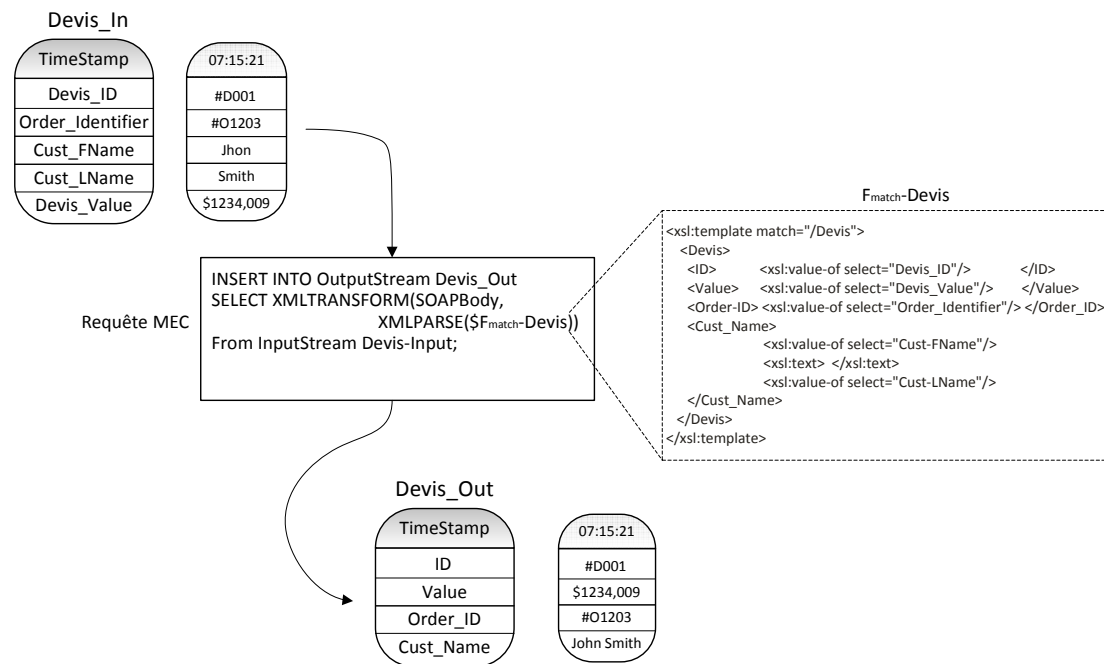 Devis_In
TimeStamp
Devis_ID
Order_Identifier
Cust_FName
Cust_LName
Devis_Value
07:15:21
#D001
#O1203
Jhon
Smith
$1234,009
Requête MEC
INSERT INTO OutputStream Devis_Out
SELECT XMLTRANSFORM(SOAPBody,
XMLPARSE($Fmatch-Devis))
From InputStream Devis-Input;
Fmatch-Devis
<xsl:template match="/Devis">
<Devis>
<ID> <xsl:value-of select="Devis_ID"/> </ID>
<Value> <xsl:value-of select="Devis_Value"/> </Value>
<Order-ID> <xsl:value-of select="Order_Identifier"/> </Order_ID>
<Cust_Name>
<xsl:value-of select="Cust-FName"/>
<xsl:text> </xsl:text>
<xsl:value-of select="Cust-LName"/>
</Cust_Name>
</Devis>
</xsl:template>
Devis_Out
TimeStamp
ID
Value
Order_ID
Cust_Name
07:15:21
#D001
$1234,009
#O1203
John Smith